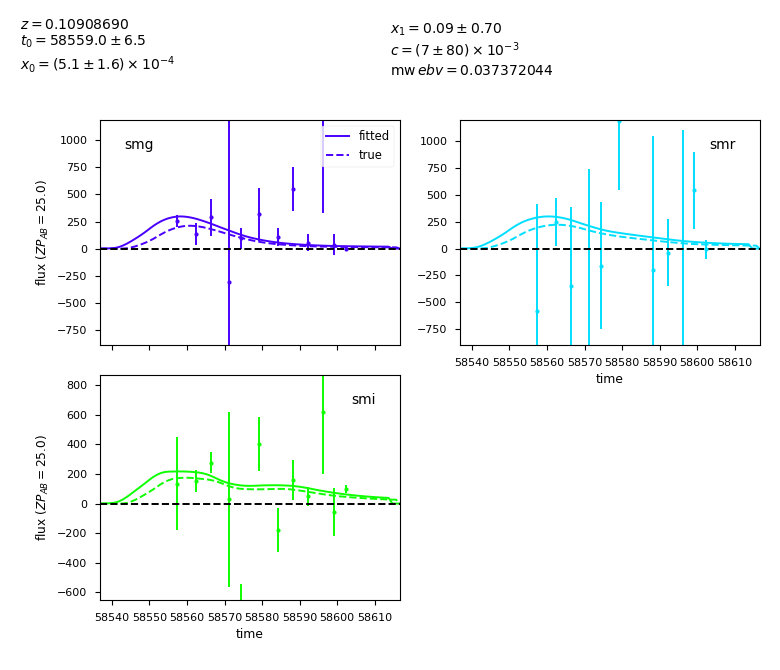 z = 0.10908690
t₀ = 58559.0 ± 6.5
x₀ = (5.1 ± 1.6) × 10⁻⁴
x₁ = 0.09 ± 0.70
c = (7 ± 80) × 10⁻³
mw ebv = 0.037372044
smg
fitted
true
1000
750
500
250
0
−250
−500
−750
flux (ZP_AB = 25.0)
smr
1000
750
500
250
0
−250
−500
−750
58540 58550 58560 58570 58580 58590 58600 58610
time
smi
800
600
400
200
0
−200
−400
−600
flux (ZP_AB = 25.0)
58540 58550 58560 58570 58580 58590 58600 58610
time